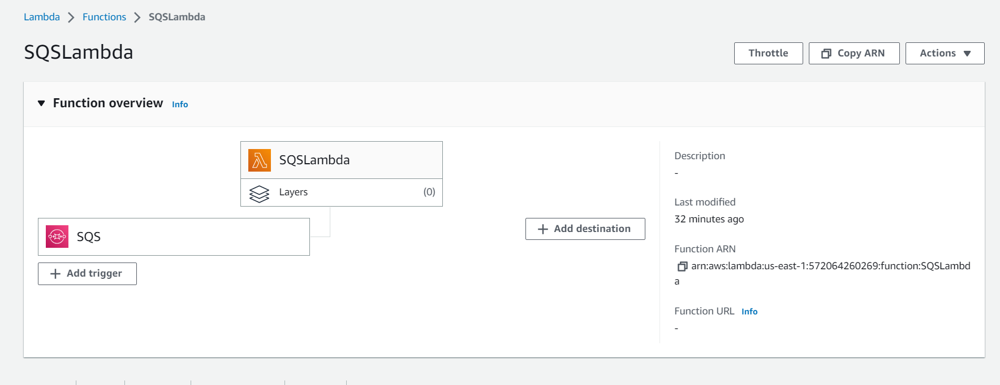 Lambda > Functions > SQSLambda
SQSLambda
Throttle
Copy ARN
Actions
Function overview Info
SQSLambda
Layers (0)
SQS
Add trigger
Add destination
Description
-
Last modified
32 minutes ago
Function ARN
arn:aws:lambda:us-east-1:572064260269:function:SQSLambd
a
Function URL Info
-